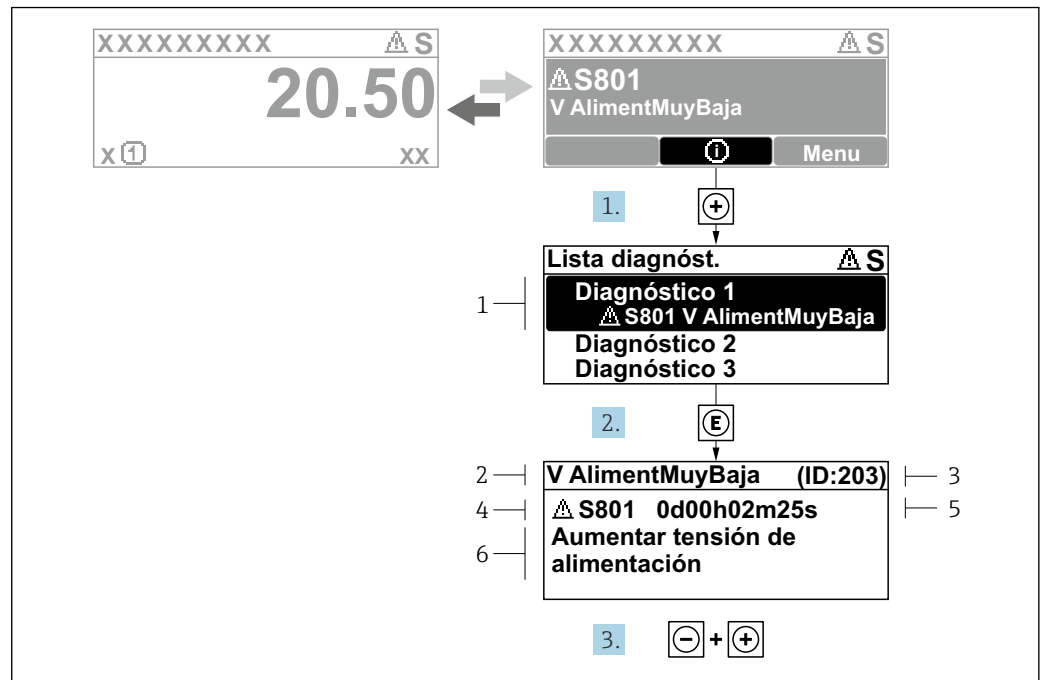 XXXXXXXXX ⚠ S
20.50
x ① xx
XXXXXXXXX ⚠ S
⚠ S801
V AlimentMuyBaja
ⓘ Menu
1. +
Lista diagnóst. ⚠ S
1
Diagnóstico 1
⚠ S801 V AlimentMuyBaja
Diagnóstico 2
Diagnóstico 3
2. E
2 V AlimentMuyBaja (ID:203) 3
4 ⚠ S801 0d00h02m25s 5
6 Aumentar tensión de
alimentación
3. - + +